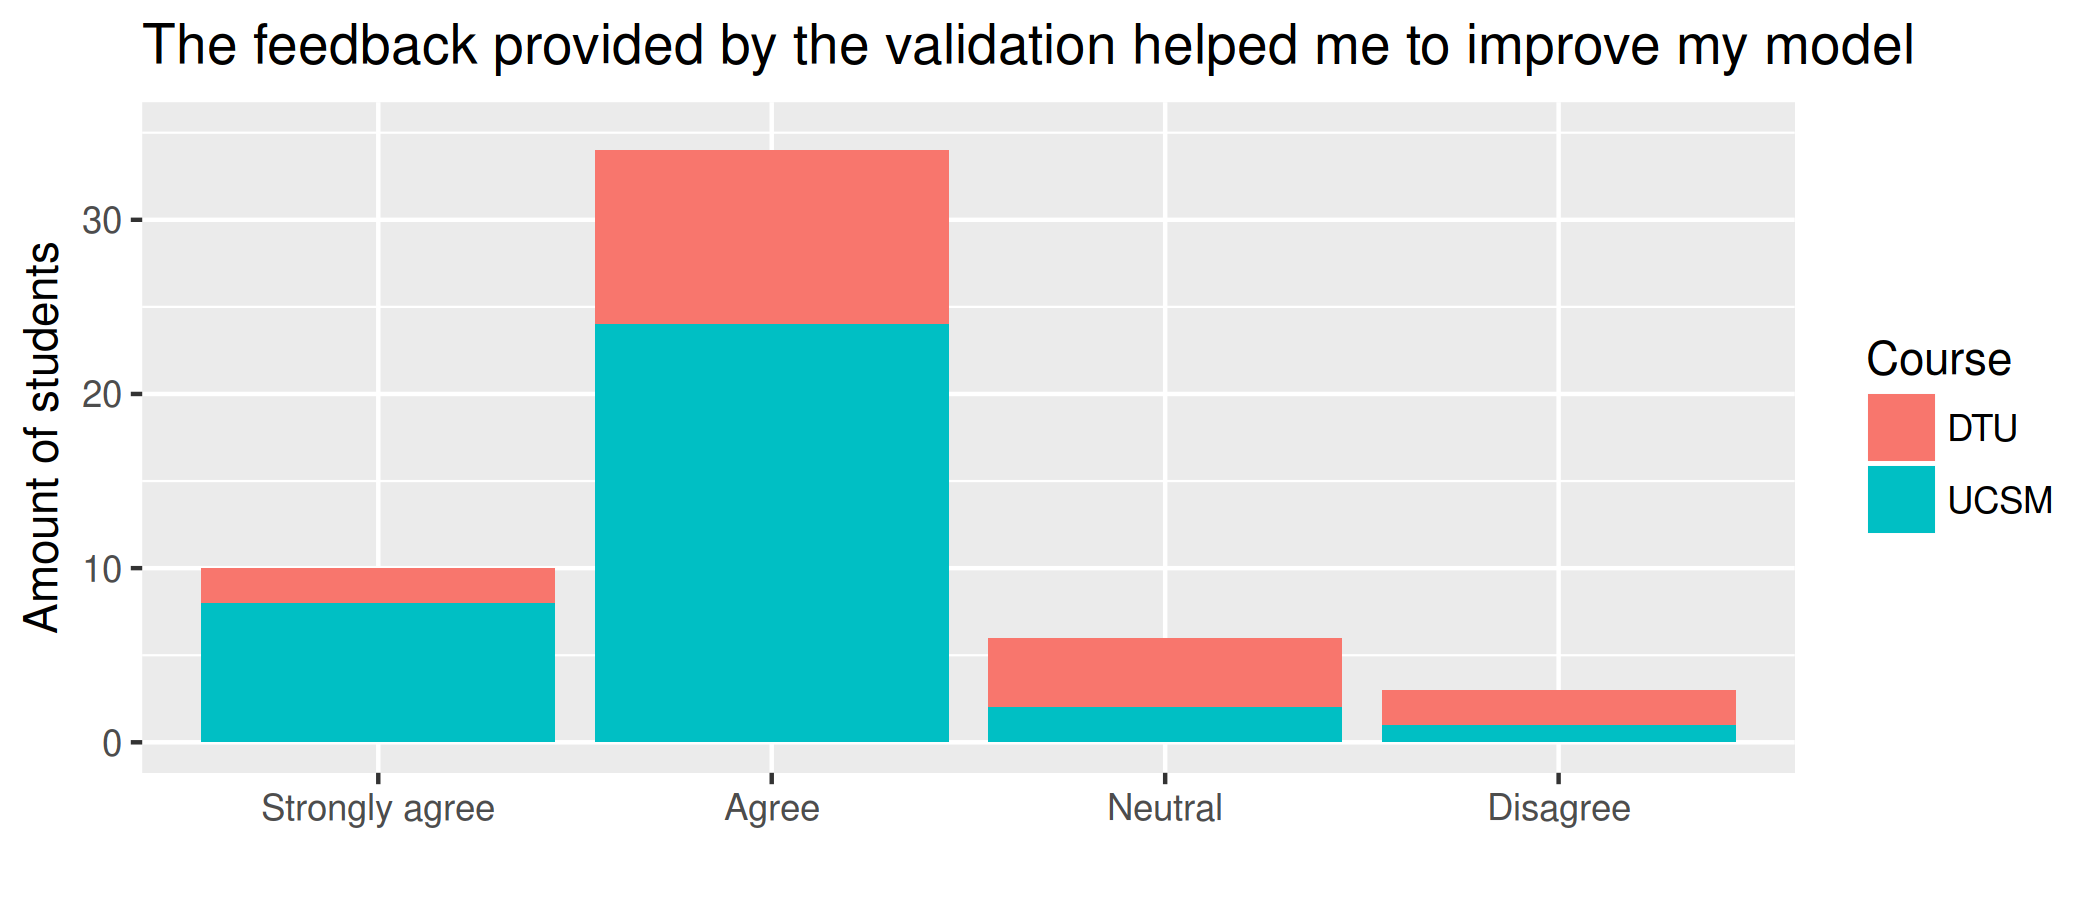 The feedback provided by the validation helped me to improve my model
Amount of students
30
20
10
0
Strongly agree
Agree
Neutral
Disagree
Course
DTU
UCSM